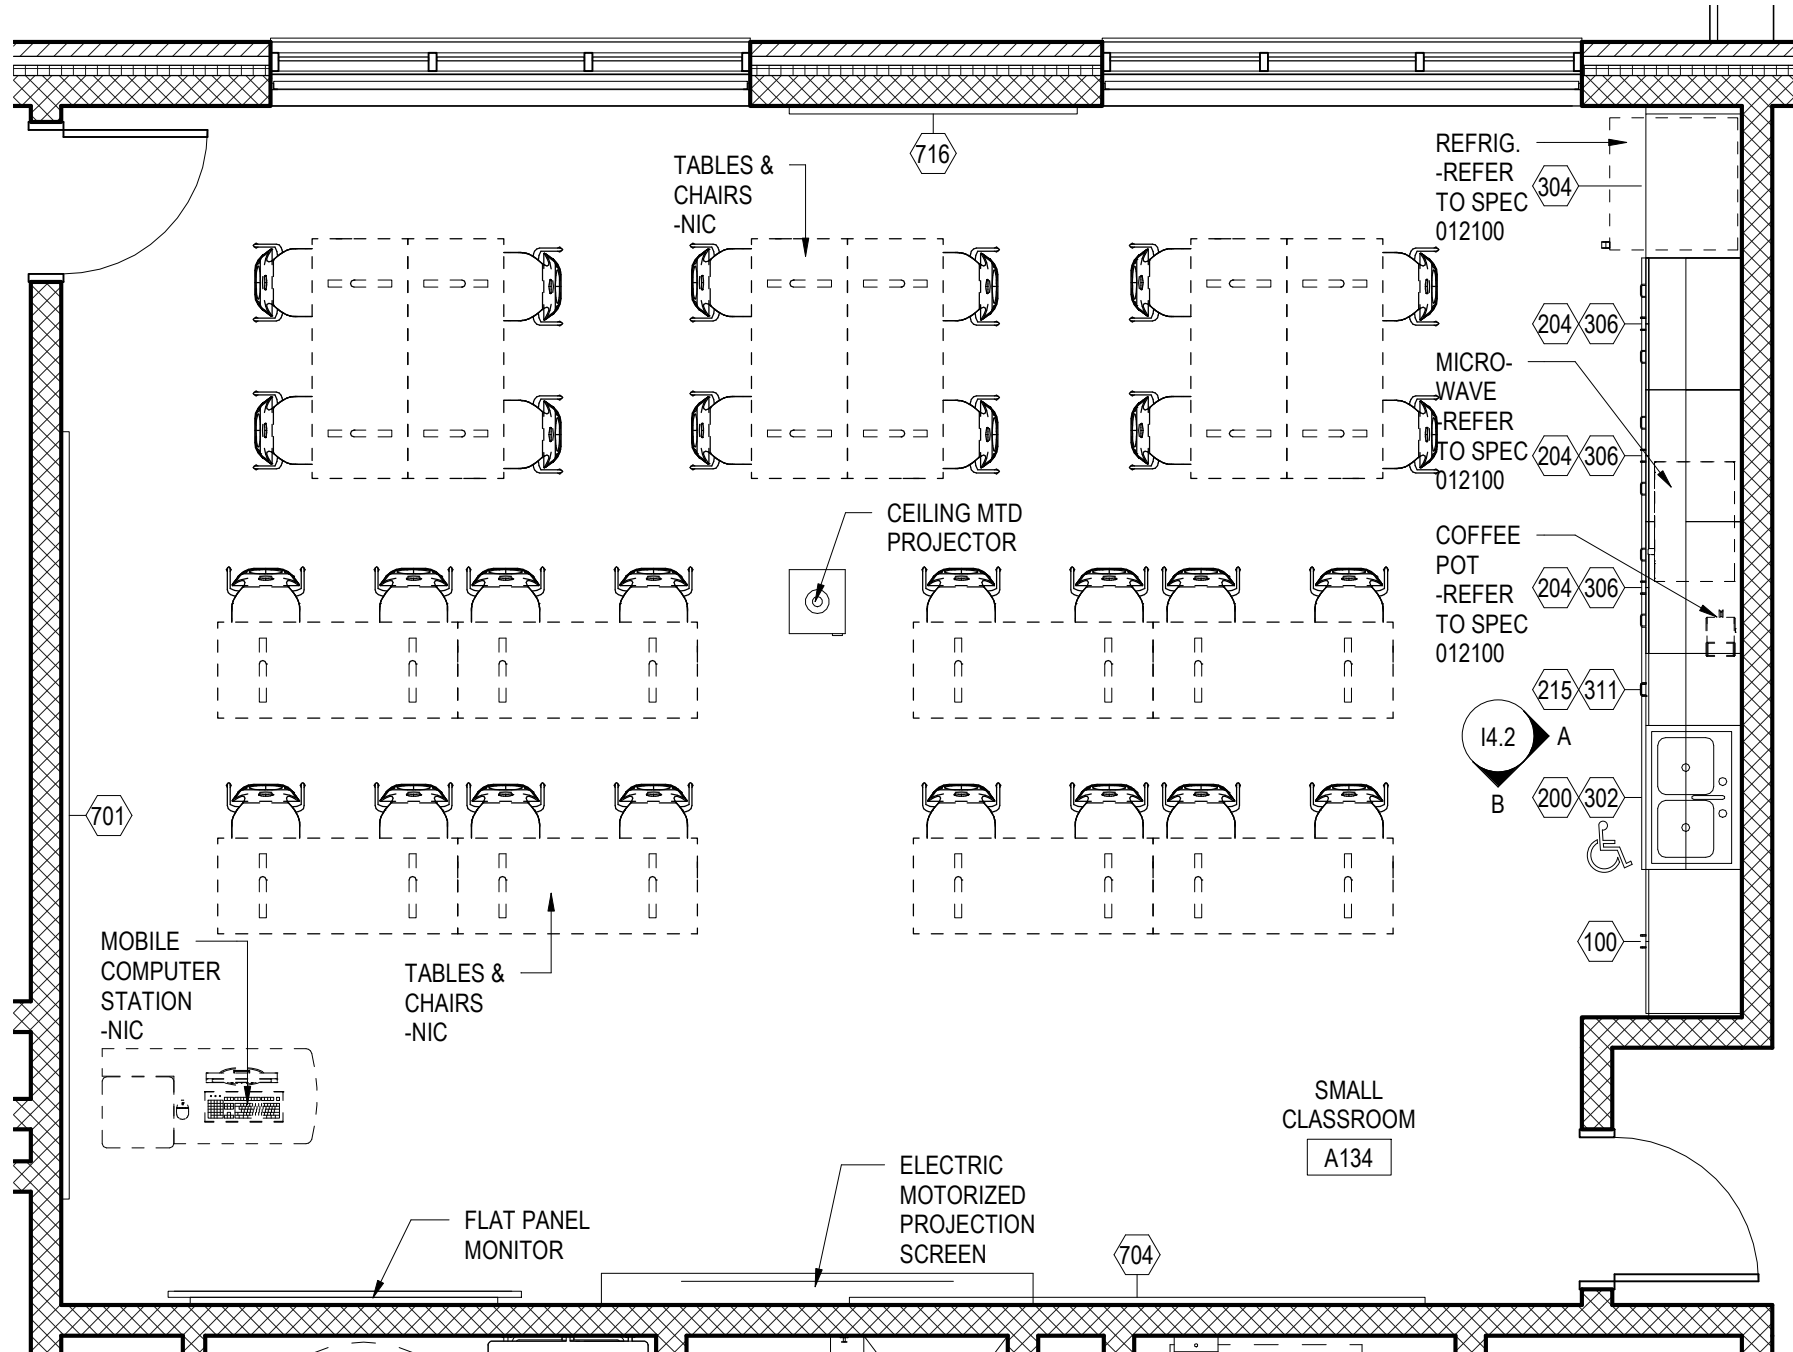 716
TABLES &
CHAIRS
-NIC
REFRIG.
-REFER
TO SPEC
012100
304
204 306
MICRO-
WAVE
-REFER
TO SPEC
012100
204 306
CEILING MTD
PROJECTOR
COFFEE
POT
-REFER
TO SPEC
012100
204 306
215 311
I4.2
A
B
200 302
701
100
MOBILE
COMPUTER
STATION
-NIC
TABLES &
CHAIRS
-NIC
SMALL
CLASSROOM
A134
ELECTRIC
MOTORIZED
PROJECTION
SCREEN
FLAT PANEL
MONITOR
704